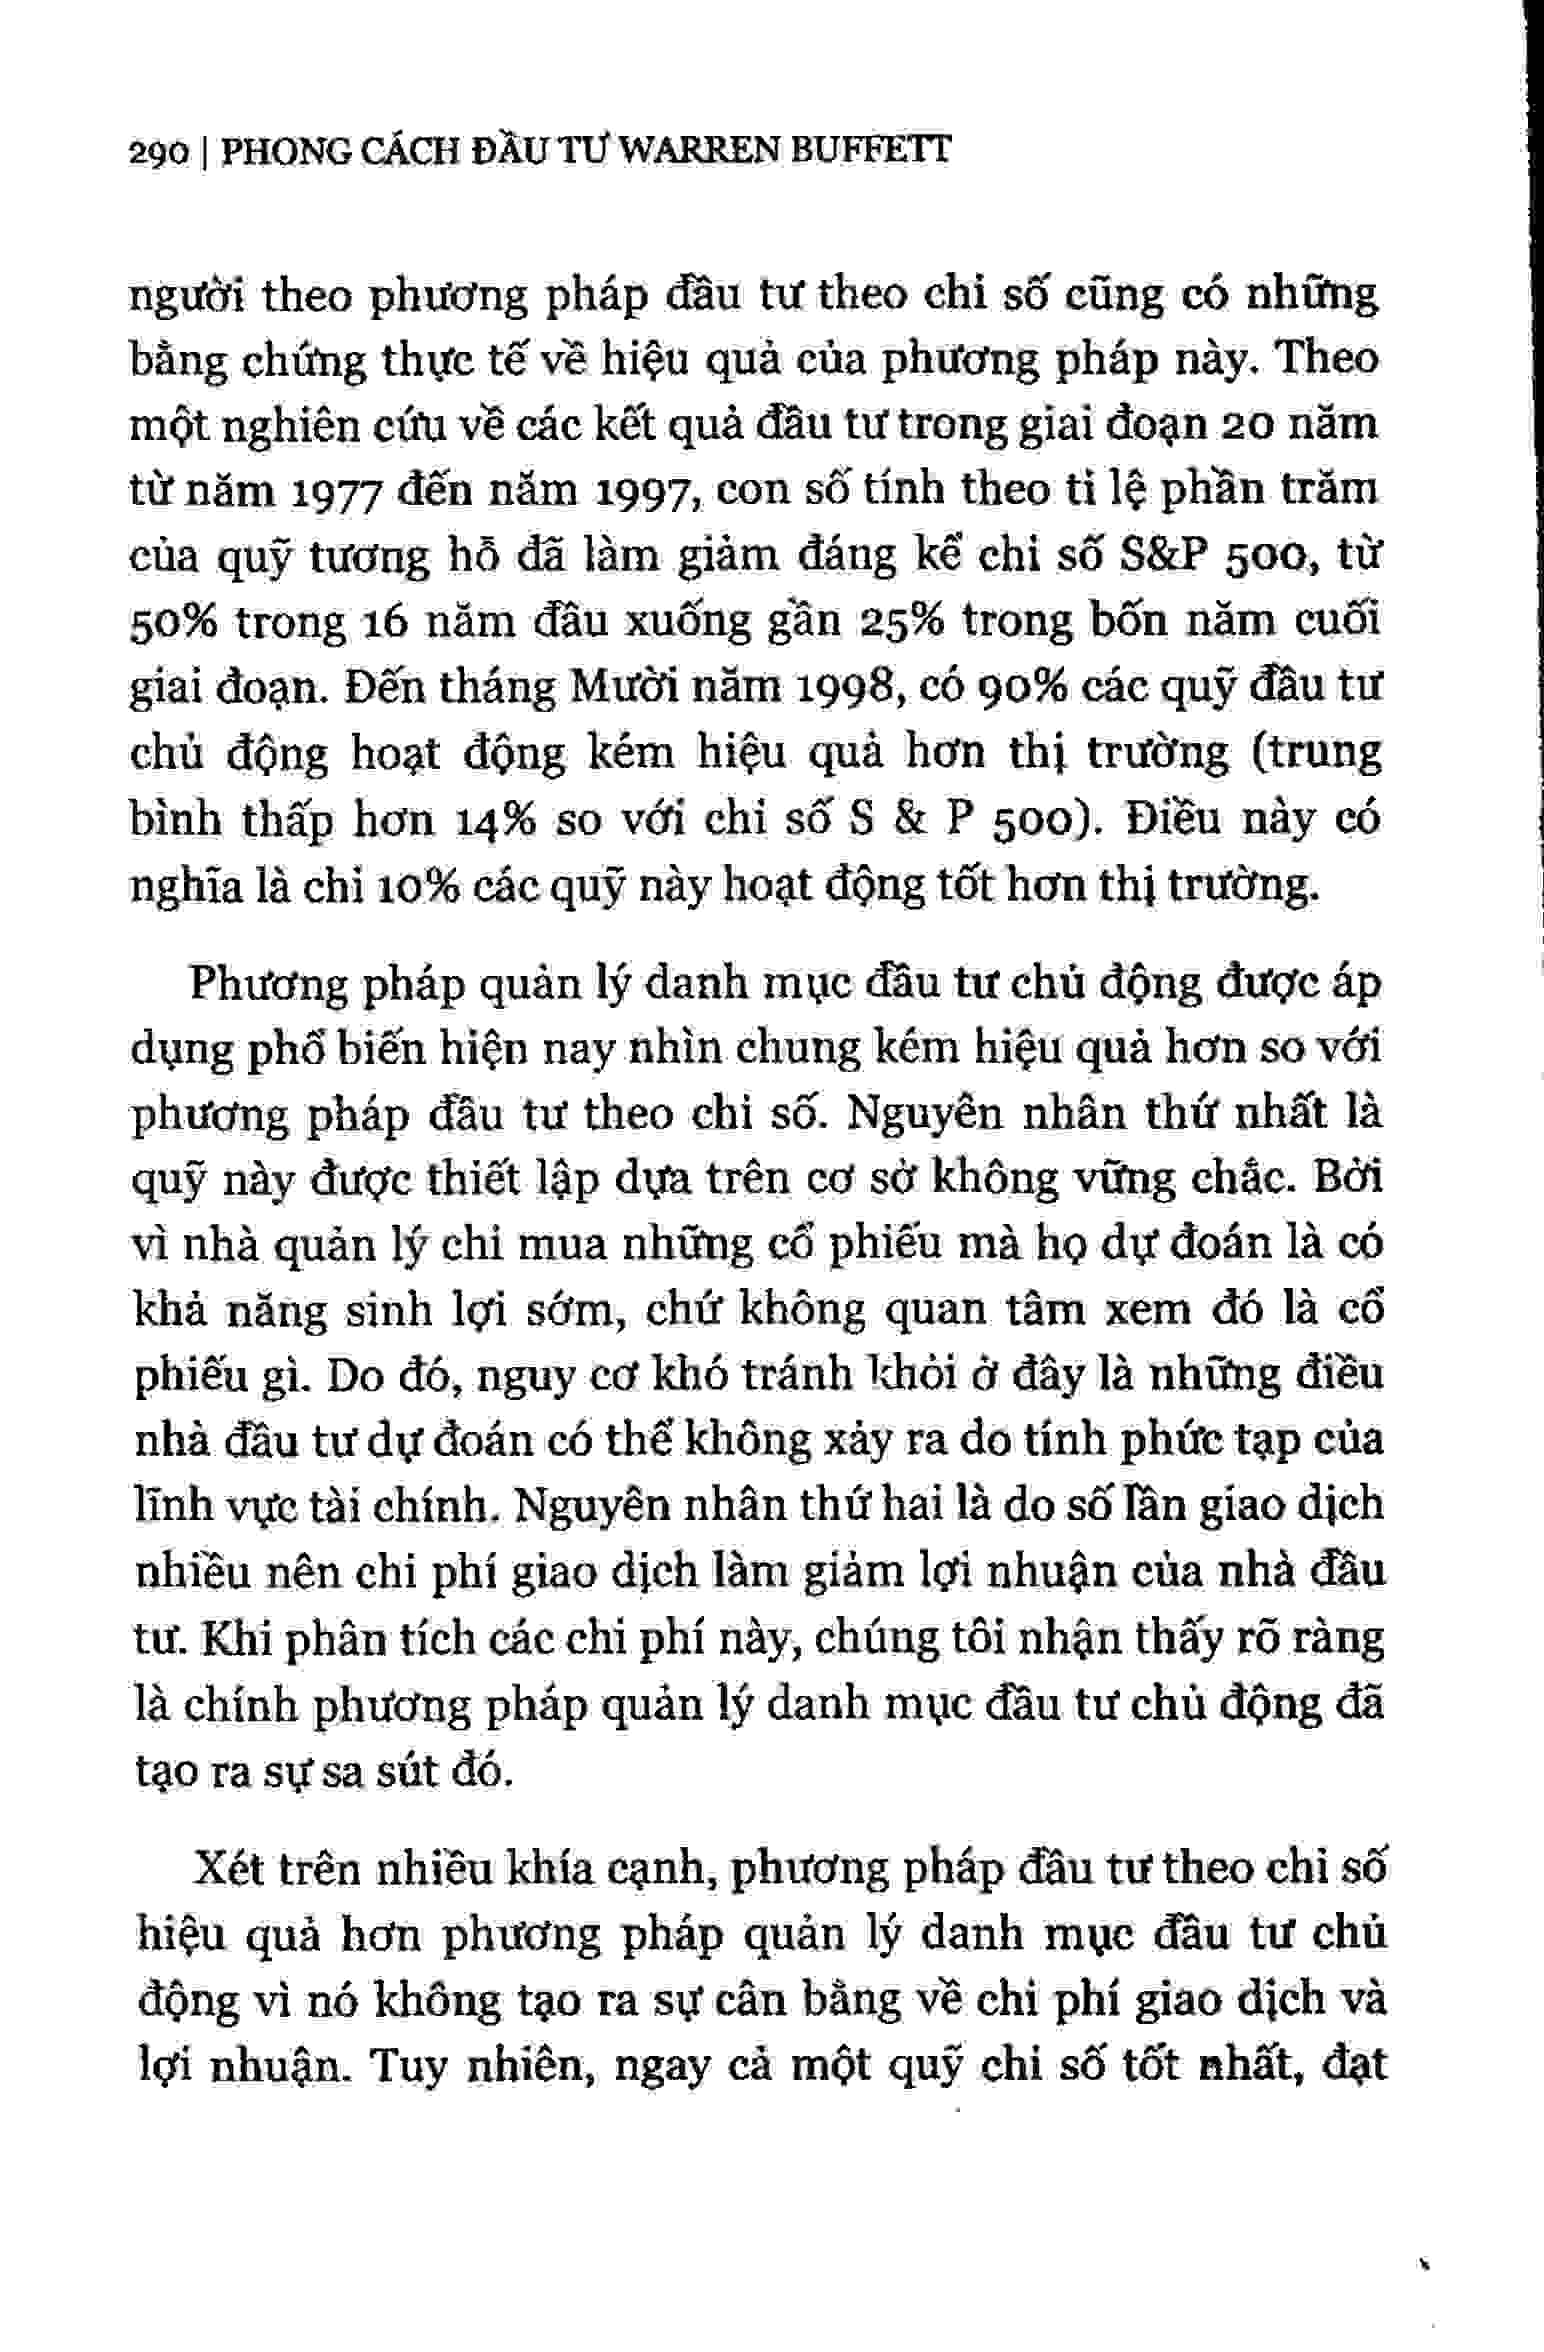 290 | PHONG CÁCH ĐẦU TƯ WARREN BUFFETT
người theo phương pháp đầu tư theo chỉ số cũng có những
bằng chứng thực tế về hiệu quả của phương pháp này. Theo
một nghiên cứu về các kết quả đầu tư trong giai đoạn 20 năm
từ năm 1977 đến năm 1997, con số tính theo tỉ lệ phần trăm
của quỹ tương hỗ đã làm giảm đáng kể chỉ số S&P 500, từ
50% trong 16 năm đầu xuống gần 25% trong bốn năm cuối
giai đoạn. Đến tháng Mười năm 1998, có 90% các quỹ đầu tư
chủ động hoạt động kém hiệu quả hơn thị trường (trung
bình thấp hơn 14% so với chỉ số S & P 500). Điều này có
nghĩa là chỉ 10% các quỹ này hoạt động tốt hơn thị trường.
Phương pháp quản lý danh mục đầu tư chủ động được áp
dụng phổ biến hiện nay nhìn chung kém hiệu quả hơn so với
phương pháp đầu tư theo chỉ số. Nguyên nhân thứ nhất là
quỹ này được thiết lập dựa trên cơ sở không vững chắc. Bởi
vì nhà quản lý chỉ mua những cổ phiếu mà họ dự đoán là có
khả năng sinh lợi sớm, chứ không quan tâm xem đó là cổ
phiếu gì. Do đó, nguy cơ khó tránh khỏi ở đây là những điều
nhà đầu tư dự đoán có thể không xảy ra do tính phức tạp của
lĩnh vực tài chính. Nguyên nhân thứ hai là do số lần giao dịch
nhiều nên chi phí giao dịch làm giảm lợi nhuận của nhà đầu
tư. Khi phân tích các chi phí này, chúng tôi nhận thấy rõ ràng
là chính phương pháp quản lý danh mục đầu tư chủ động đã
tạo ra sự sa sút đó.
Xét trên nhiều khía cạnh, phương pháp đầu tư theo chỉ số
hiệu quả hơn phương pháp quản lý danh mục đầu tư chủ
động vì nó không tạo ra sự cân bằng về chi phí giao dịch và
lợi nhuận. Tuy nhiên, ngay cả một quỹ chỉ số tốt nhất, đạt